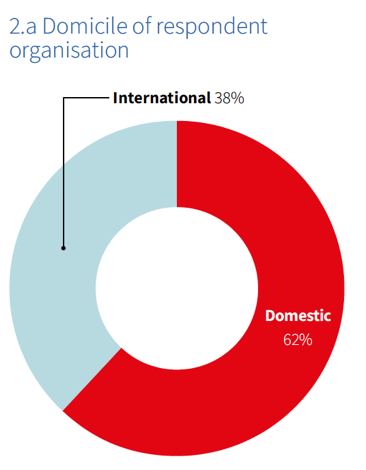 2.a Domicile of respondent
organisation
International 38%
Domestic
62%